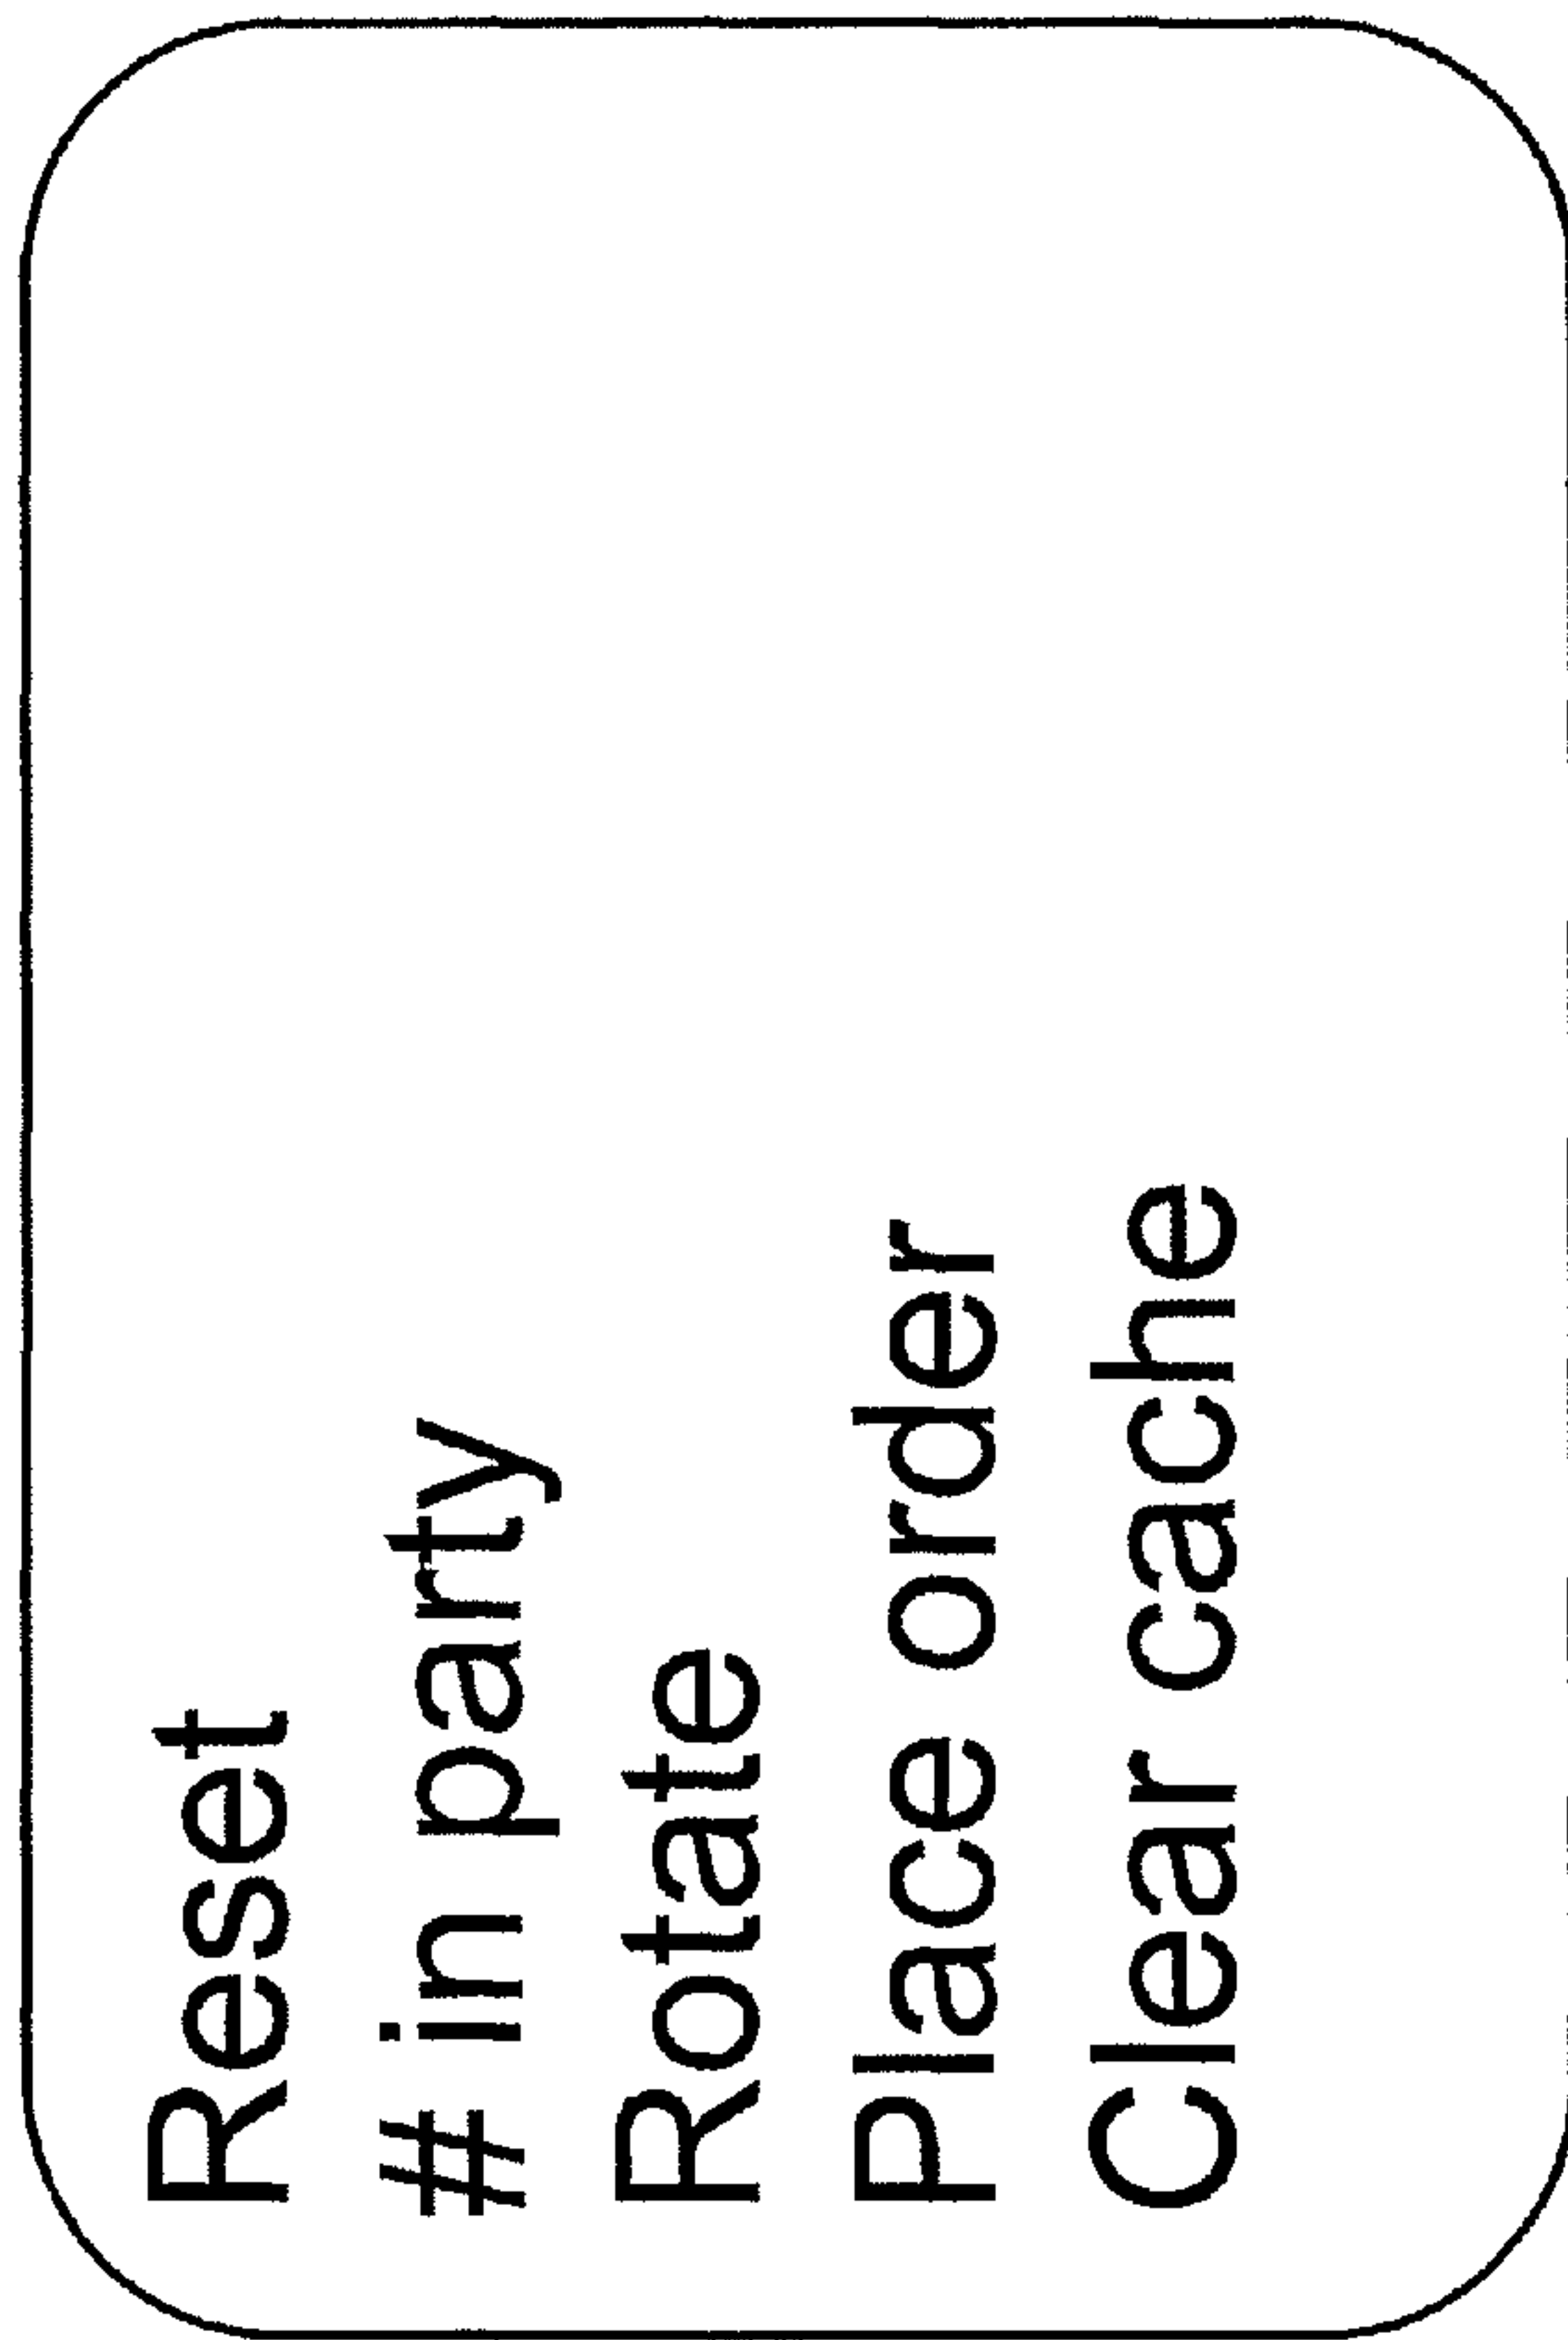 Reset
# in party
Rotate
Place order
Clear cache